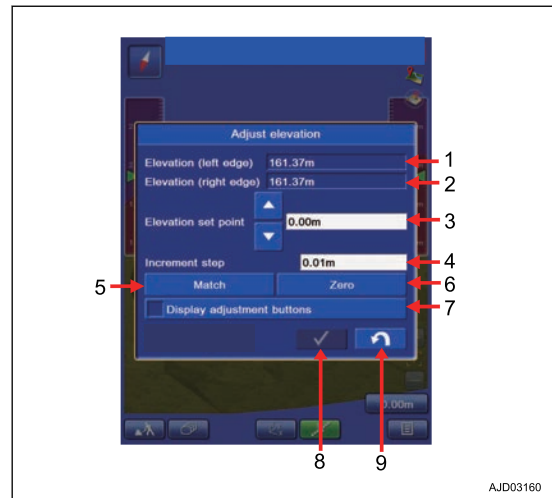 Adjust elevation
Elevation (left edge) 161.37m 1
Elevation (right edge) 161.37m 2
Elevation set point 0.00m 3
Increment step 0.01m 4
5 Match Zero 6
Display adjustment buttons 7
0.00m
8 9
AJD03160